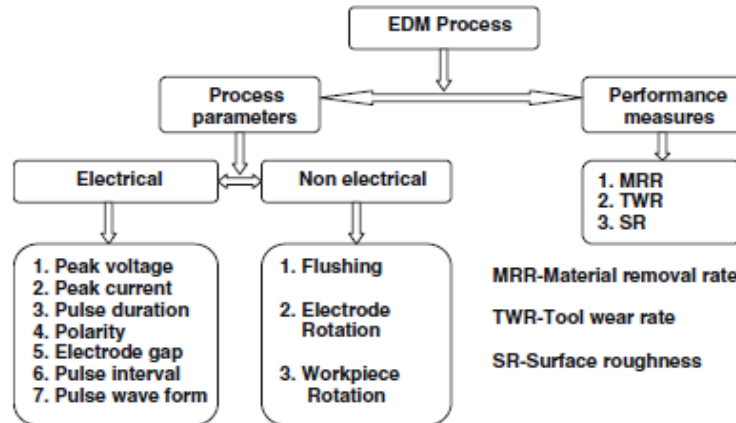 EDM Process
Process
parameters
Performance
measures
Electrical
Non electrical
1. MRR
2. TWR
3. SR
1. Peak voltage
2. Peak current
3. Pulse duration
4. Polarity
5. Electrode gap
6. Pulse interval
7. Pulse wave form
1. Flushing
2. Electrode
Rotation
3. Workpiece
Rotation
MRR-Material removal rate
TWR-Tool wear rate
SR-Surface roughness